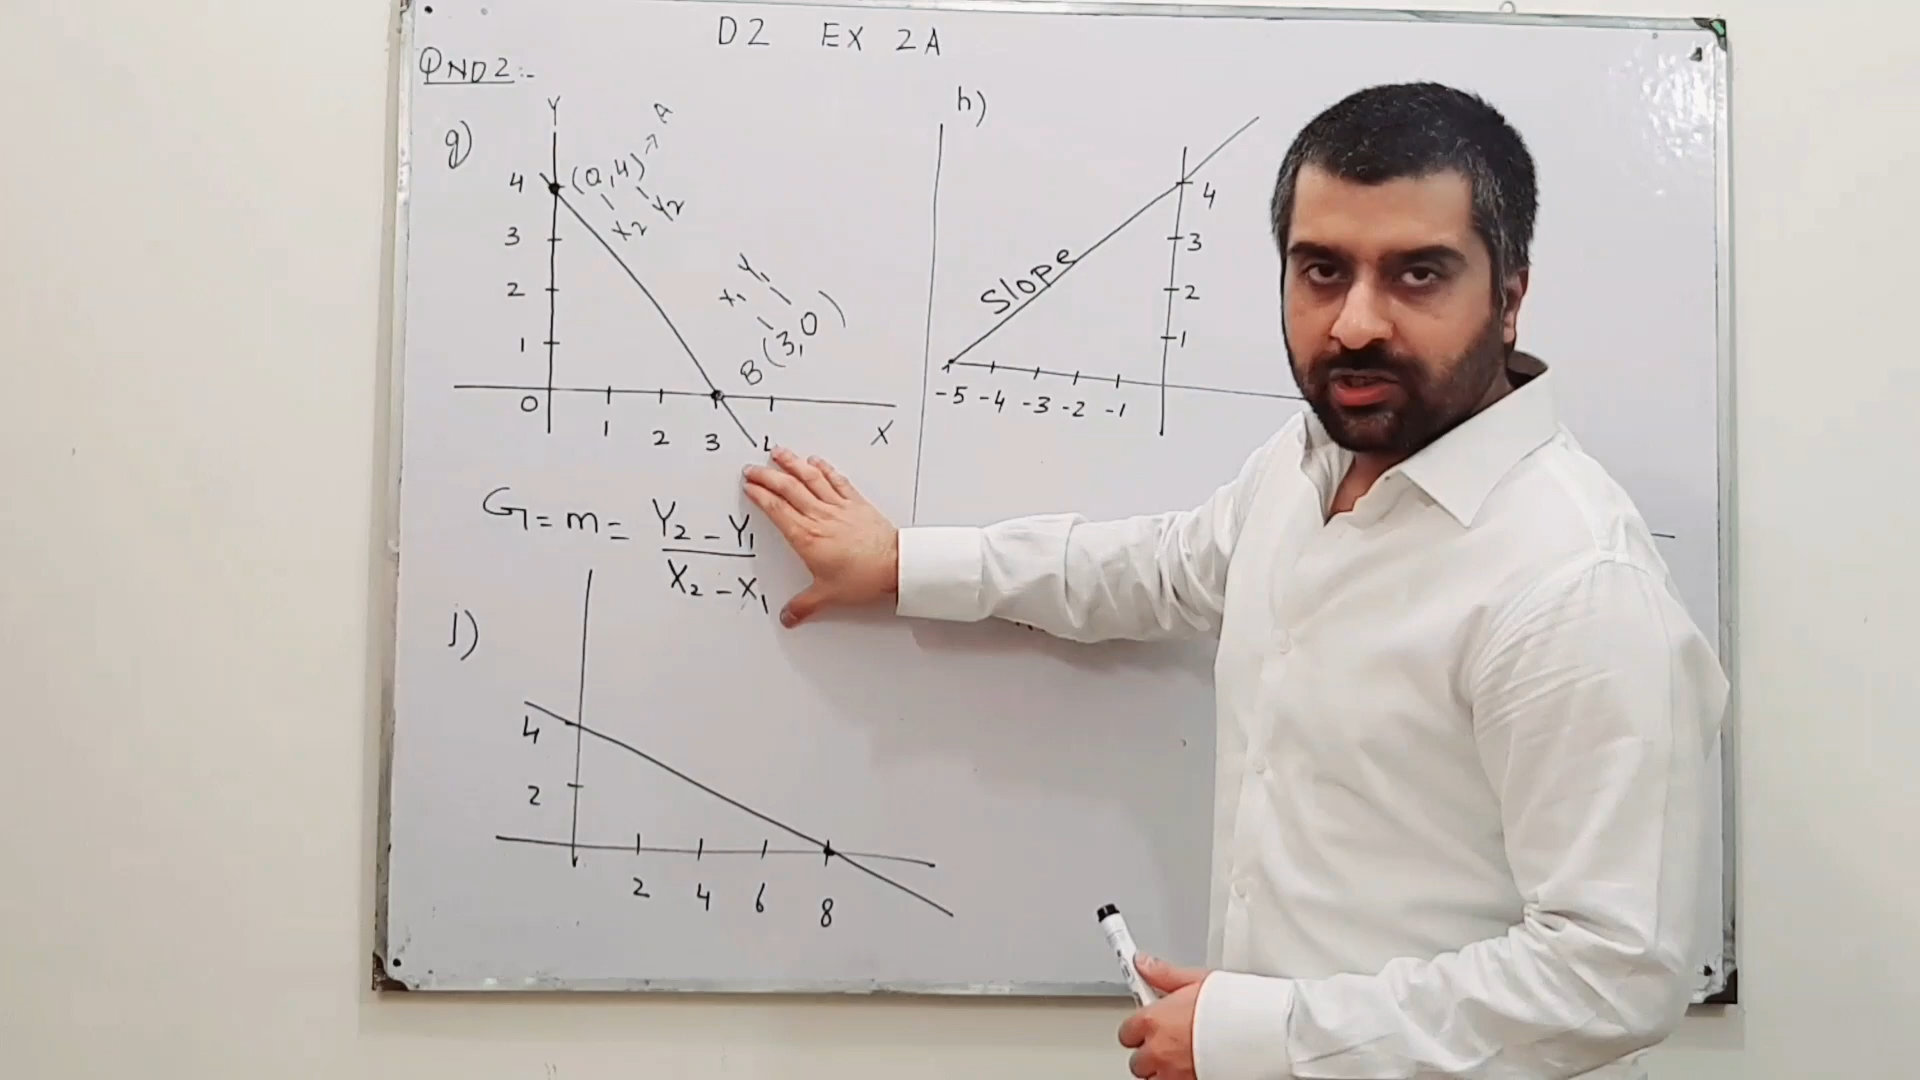 D2 EX 2A
QNO2:-
g)
Y
4
3
2
1
0
1 2 3 4
X
(0,4) → A
X2 Y2
X1 Y1
B (3,0)
G = m = Y2 - Y1
X2 - X1
h)
4
3
2
1
Slope
-5 -4 -3 -2 -1
j)
4
2
2 4 6 8